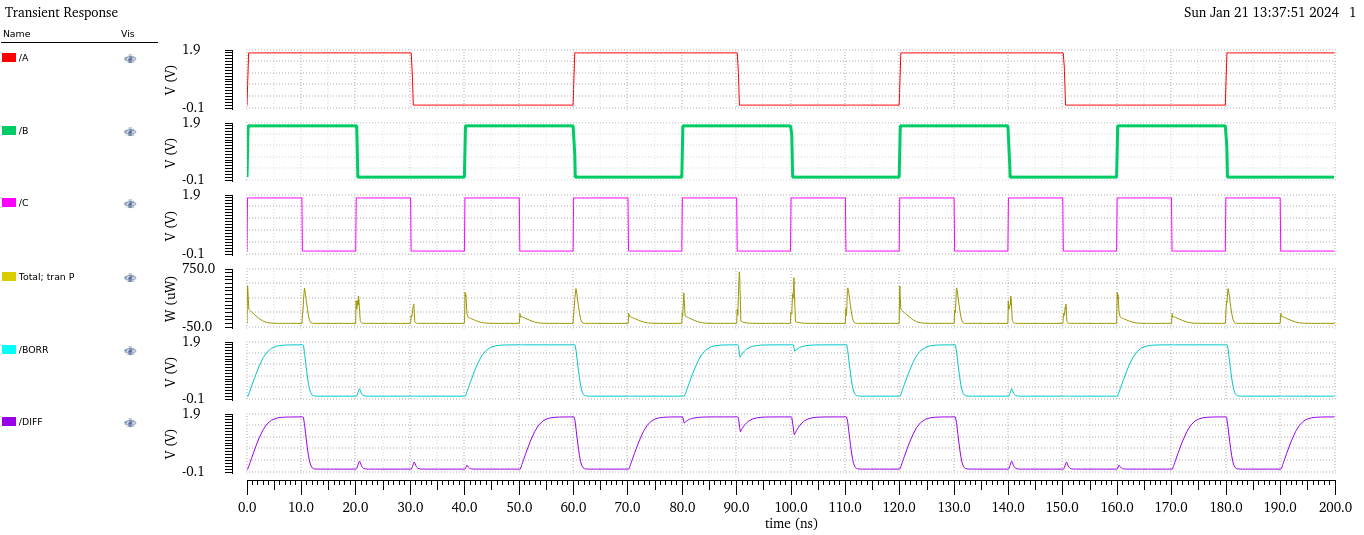 Transient Response
Sun Jan 21 13:37:51 2024 1
Name Vis
/A
1.9
V (V)
-0.1
/B
1.9
V (V)
-0.1
/C
1.9
V (V)
-0.1
Total; tran P
750.0
W (uW)
-50.0
/BORR
1.9
V (V)
-0.1
/DIFF
1.9
V (V)
-0.1
0.0 10.0 20.0 30.0 40.0 50.0 60.0 70.0 80.0 90.0 100.0 110.0 120.0 130.0 140.0 150.0 160.0 170.0 180.0 190.0 200.0
time (ns)